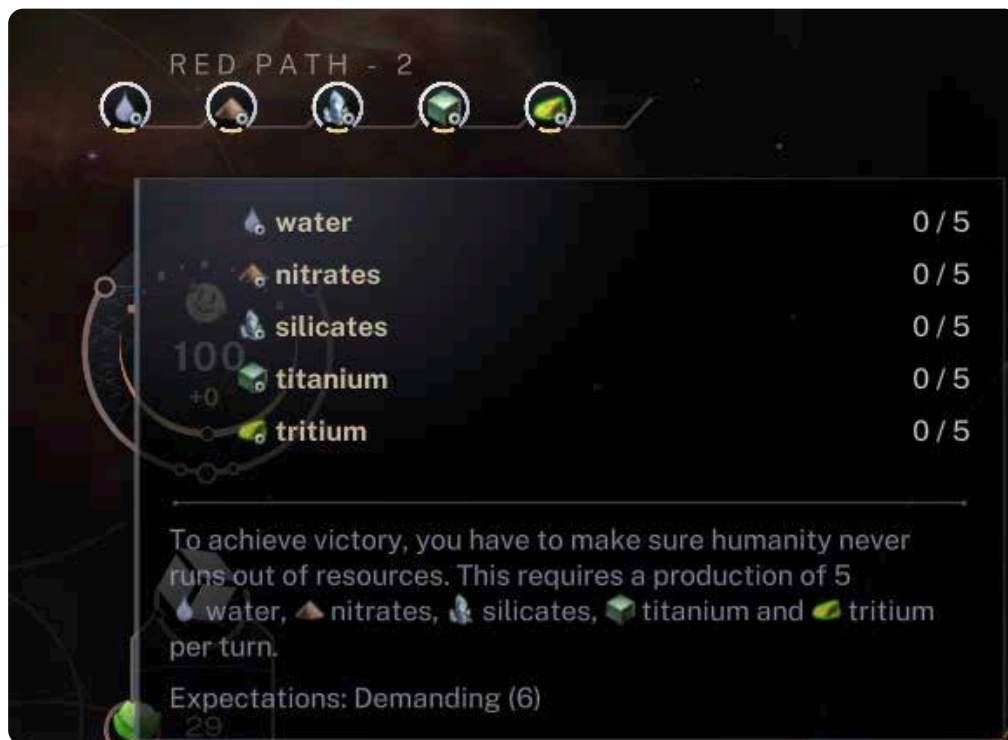 RED PATH - 2
water 0 / 5
nitrates 0 / 5
silicates 0 / 5
100
titanium 0 / 5
+0
tritium 0 / 5
To achieve victory, you have to make sure humanity never
runs out of resources. This requires a production of 5
water, nitrates, silicates, titanium and tritium
per turn.
Expectations: Demanding (6)
29